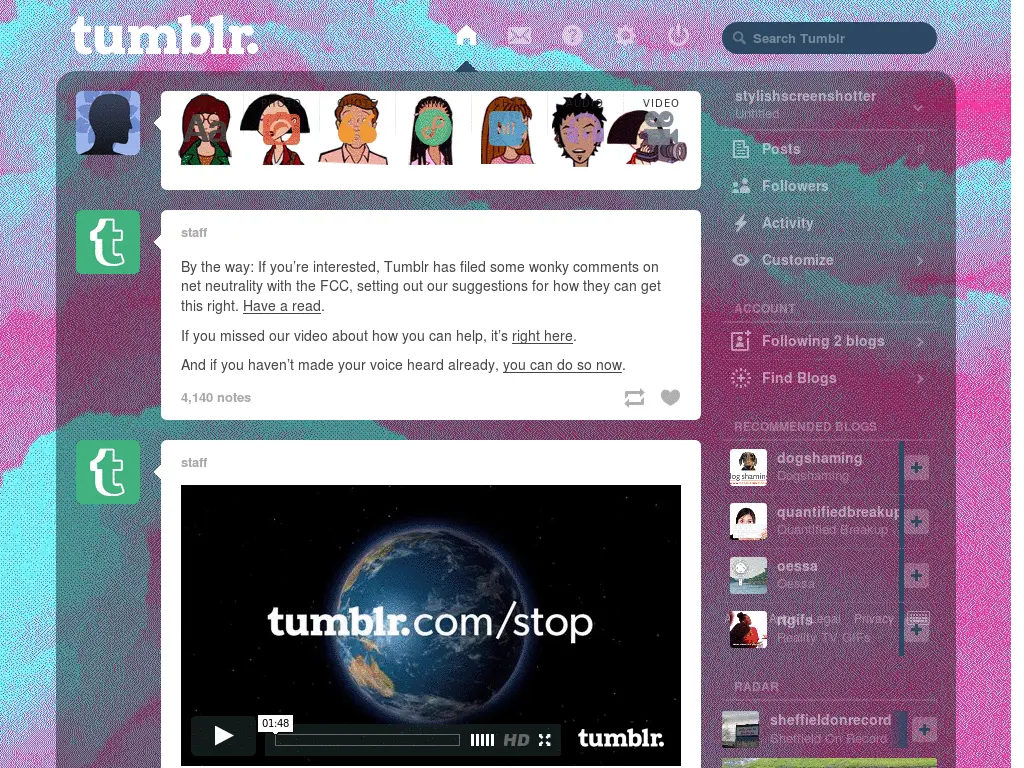 tumblr.
Search Tumblr
Aa
PHOTO
QUOTE
AUDIO
VIDEO
stylishscreenshotter
Untitled
Posts
0
Followers
3
Activity
Customize
staff
By the way: If you’re interested, Tumblr has filed some wonky comments on
net neutrality with the FCC, setting out our suggestions for how they can get
this right. Have a read.
If you missed our video about how you can help, it’s right here.
And if you haven’t made your voice heard already, you can do so now.
4,140 notes
ACCOUNT
Following 2 blogs
Find Blogs
RECOMMENDED BLOGS
dogshaming
Dogshaming
quantifiedbreakup
Quantified Breakup
oessa
Oessa
rtgifs
Legal
Privacy
Reality TV GIFs
RADAR
sheffieldonrecord
Sheffield On Record
staff
tumblr.com/stop
01:48
HD
tumblr.